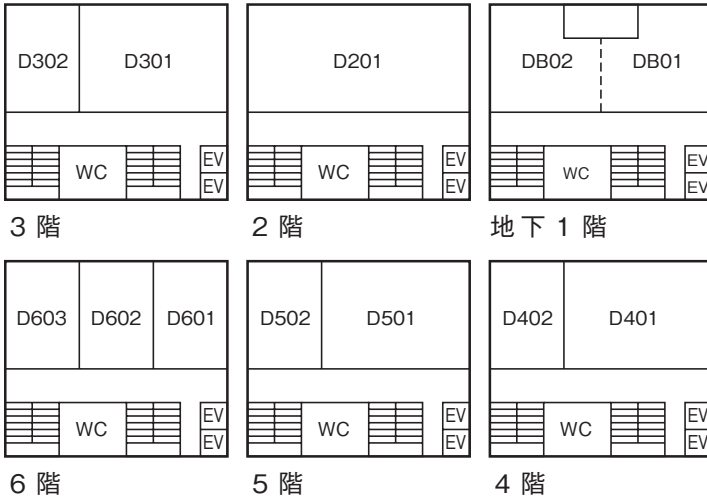 D302 D301
WC EV
EV
3 階
D201
WC EV
EV
2 階
DB02 DB01
WC EV
EV
地下 1 階
D603 D602 D601
WC EV
EV
6 階
D502 D501
WC EV
EV
5 階
D402 D401
WC EV
EV
4 階